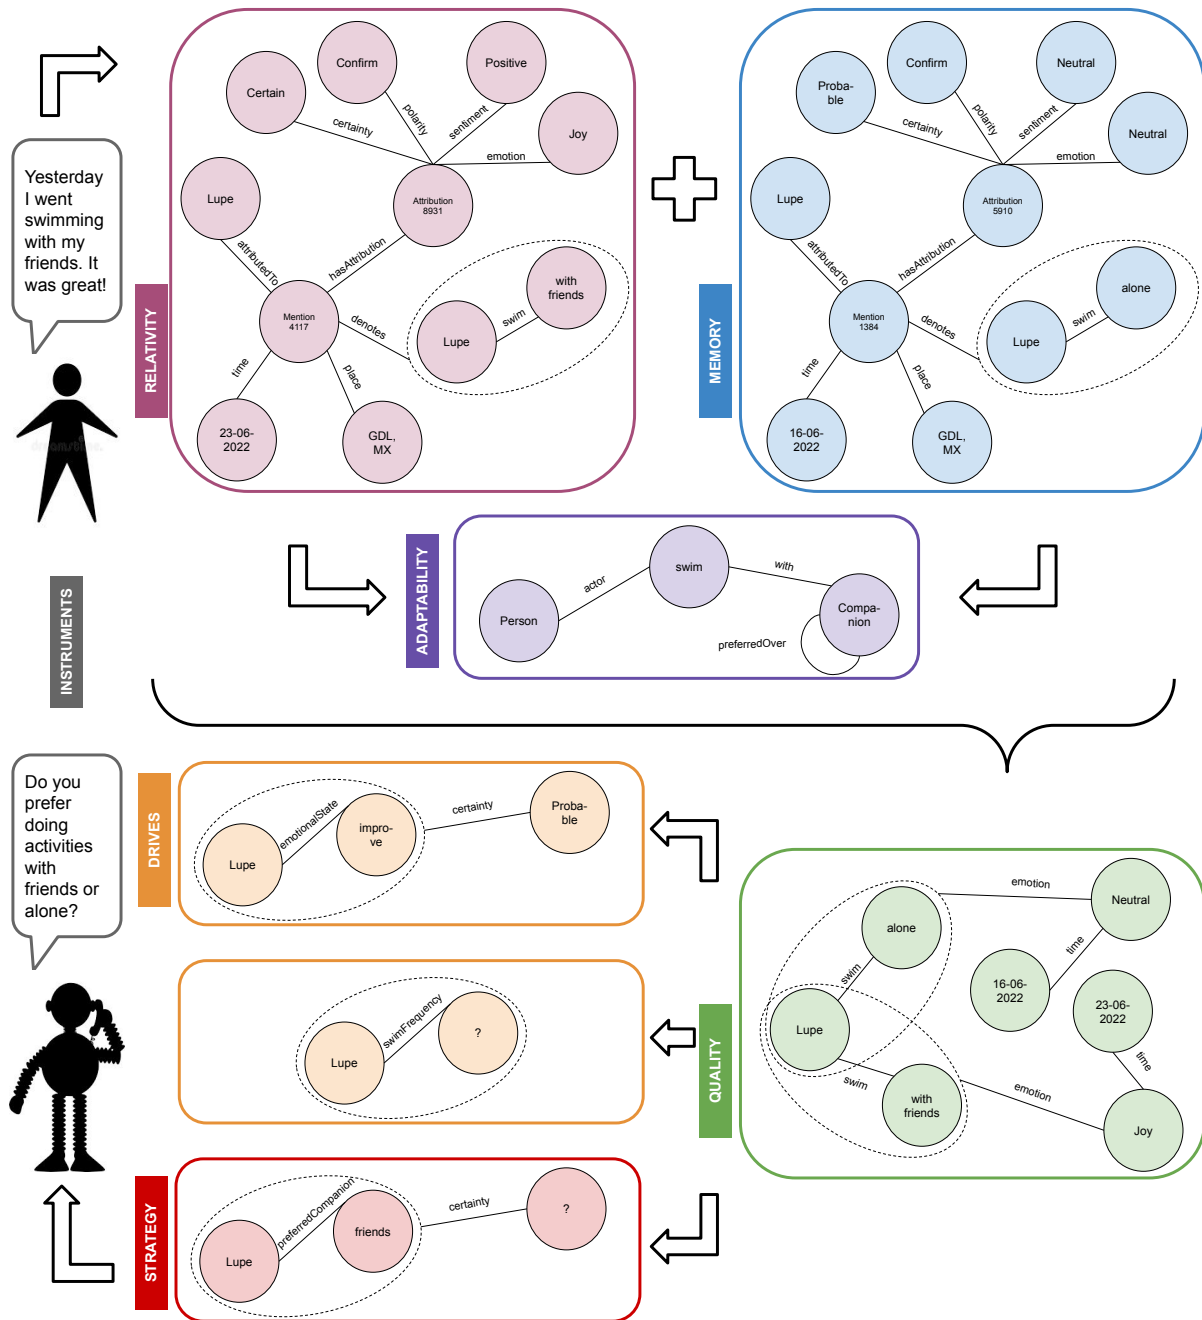 Yesterday
I went
swimming
with my
friends. It
was great!
RELATIVITY
Certain
Confirm
Positive
Joy
certainty
polarity
sentiment
emotion
Lupe
Attribution
8931
attributedTo
hasAttribution
Mention
4117
denotes
Lupe
swim
with
friends
time
place
23-06-
2022
GDL,
MX
MEMORY
Proba-
ble
Confirm
Neutral
Neutral
certainty
polarity
sentiment
emotion
Lupe
Attribution
5910
attributedTo
hasAttribution
Mention
1384
denotes
Lupe
swim
alone
time
place
16-06-
2022
GDL,
MX
INSTRUMENTS
ADAPTABILITY
Person
actor
swim
with
Compa-
nion
preferredOver
Do you
prefer
doing
activities
with
friends or
alone?
DRIVES
Lupe
emotionalState
impro-
ve
certainty
Proba-
ble
Lupe
swimFrequency
?
QUALITY
alone
emotion
Neutral
swim
time
16-06-
2022
23-06-
2022
Lupe
swim
with
friends
emotion
time
Joy
STRATEGY
Lupe
preferredCompanion
friends
certainty
?